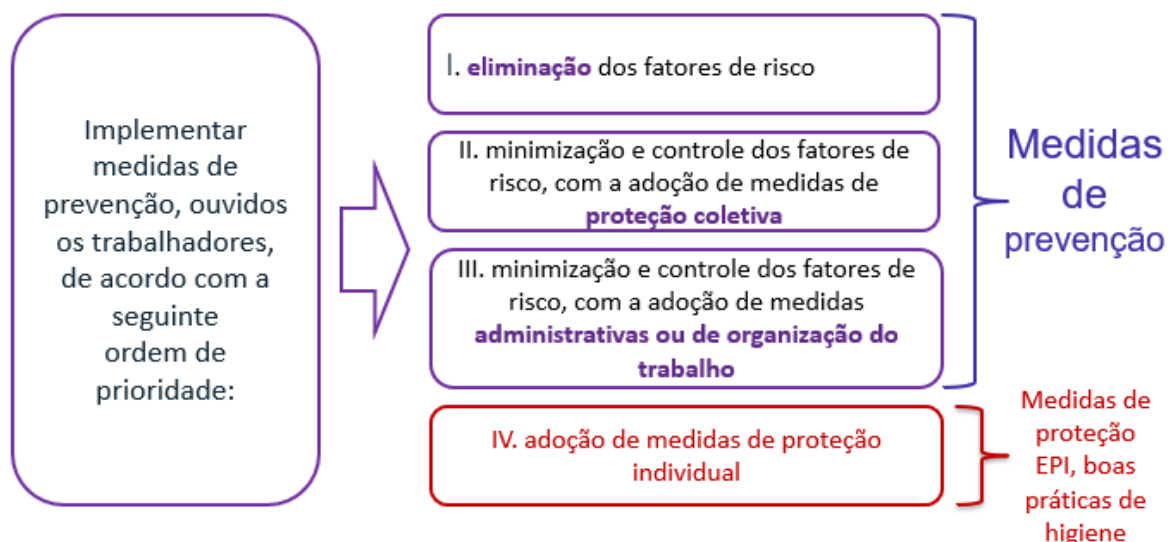 Implementar
medidas de
prevenção, ouvidos
os trabalhadores,
de acordo com a
seguinte
ordem de
prioridade:
I. eliminação dos fatores de risco
II. minimização e controle dos fatores de
risco, com a adoção de medidas de
proteção coletiva
III. minimização e controle dos fatores de
risco, com a adoção de medidas
administrativas ou de organização do
trabalho
IV. adoção de medidas de proteção
individual
Medidas
de
prevenção
Medidas de
proteção
EPI, boas
práticas de
higiene